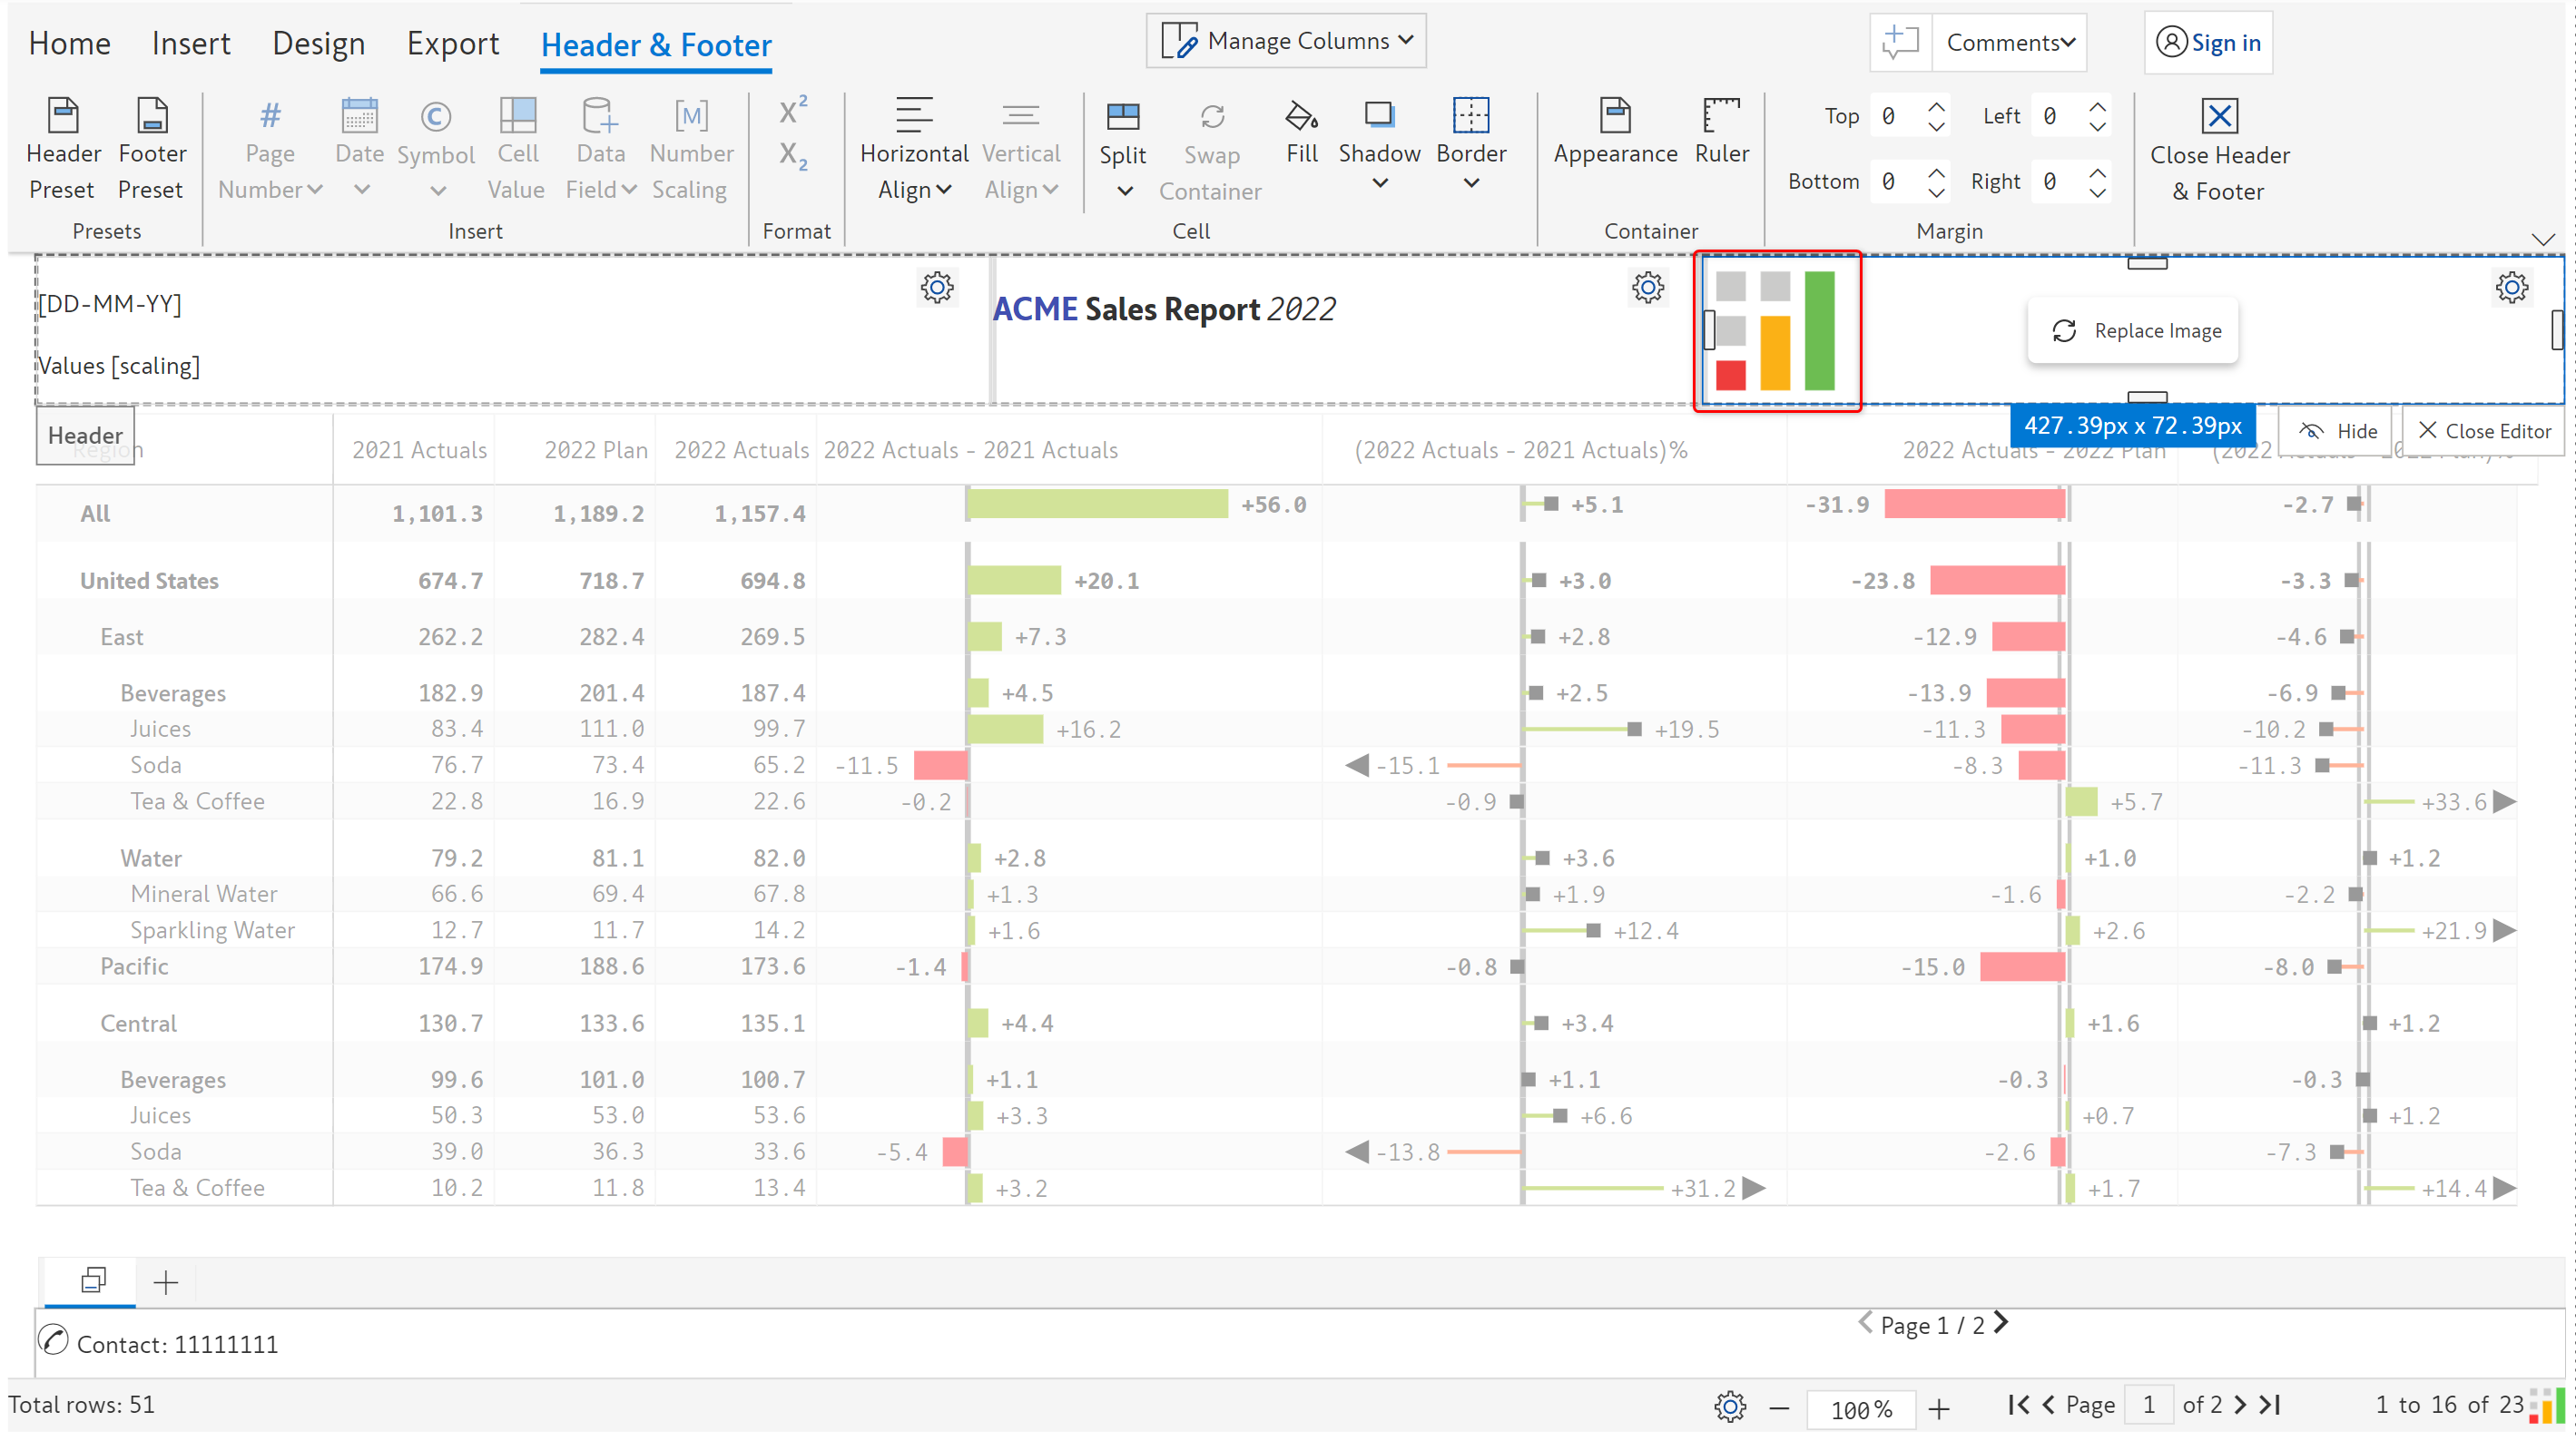 Home Insert Design Export Header & Footer Manage Columns Comments Sign in
Header Preset Footer Preset Presets
# Page Number Date © Symbol Cell Value Data Field [M] Number Scaling Insert
X² X₂ Format
Horizontal Align Vertical Align Split Swap Container Fill Shadow Border Cell
Appearance Ruler Container
Top 0 Left 0
Bottom 0 Right 0
Margin
Close Header & Footer
[DD-MM-YY]
Values [scaling]
ACME Sales Report 2022
Replace Image
427.39px x 72.39px Hide Close Editor
Header
Region 2021 Actuals 2022 Plan 2022 Actuals 2022 Actuals - 2021 Actuals (2022 Actuals - 2021 Actuals)% 2022 Actuals - 2022 Plan
All 1,101.3 1,189.2 1,157.4 +56.0 +5.1 -31.9 -2.7
United States 674.7 718.7 694.8 +20.1 +3.0 -23.8 -3.3
East 262.2 282.4 269.5 +7.3 +2.8 -12.9 -4.6
Beverages 182.9 201.4 187.4 +4.5 +2.5 -13.9 -6.9
Juices 83.4 111.0 99.7 +16.2 +19.5 -11.3 -10.2
Soda 76.7 73.4 65.2 -11.5 -15.1 -8.3 -11.3
Tea & Coffee 22.8 16.9 22.6 -0.2 -0.9 +5.7 +33.6
Water 79.2 81.1 82.0 +2.8 +3.6 +1.0 +1.2
Mineral Water 66.6 69.4 67.8 +1.3 +1.9 -1.6 -2.2
Sparkling Water 12.7 11.7 14.2 +1.6 +12.4 +2.6 +21.9
Pacific 174.9 188.6 173.6 -1.4 -0.8 -15.0 -8.0
Central 130.7 133.6 135.1 +4.4 +3.4 +1.6 +1.2
Beverages 99.6 101.0 100.7 +1.1 +1.1 -0.3 -0.3
Juices 50.3 53.0 53.6 +3.3 +6.6 +0.7 +1.2
Soda 39.0 36.3 33.6 -5.4 -13.8 -2.6 -7.3
Tea & Coffee 10.2 11.8 13.4 +3.2 +31.2 +1.7 +14.4
Page 1 / 2
Contact: 11111111
Total rows: 51 100% Page 1 of 2 1 to 16 of 23